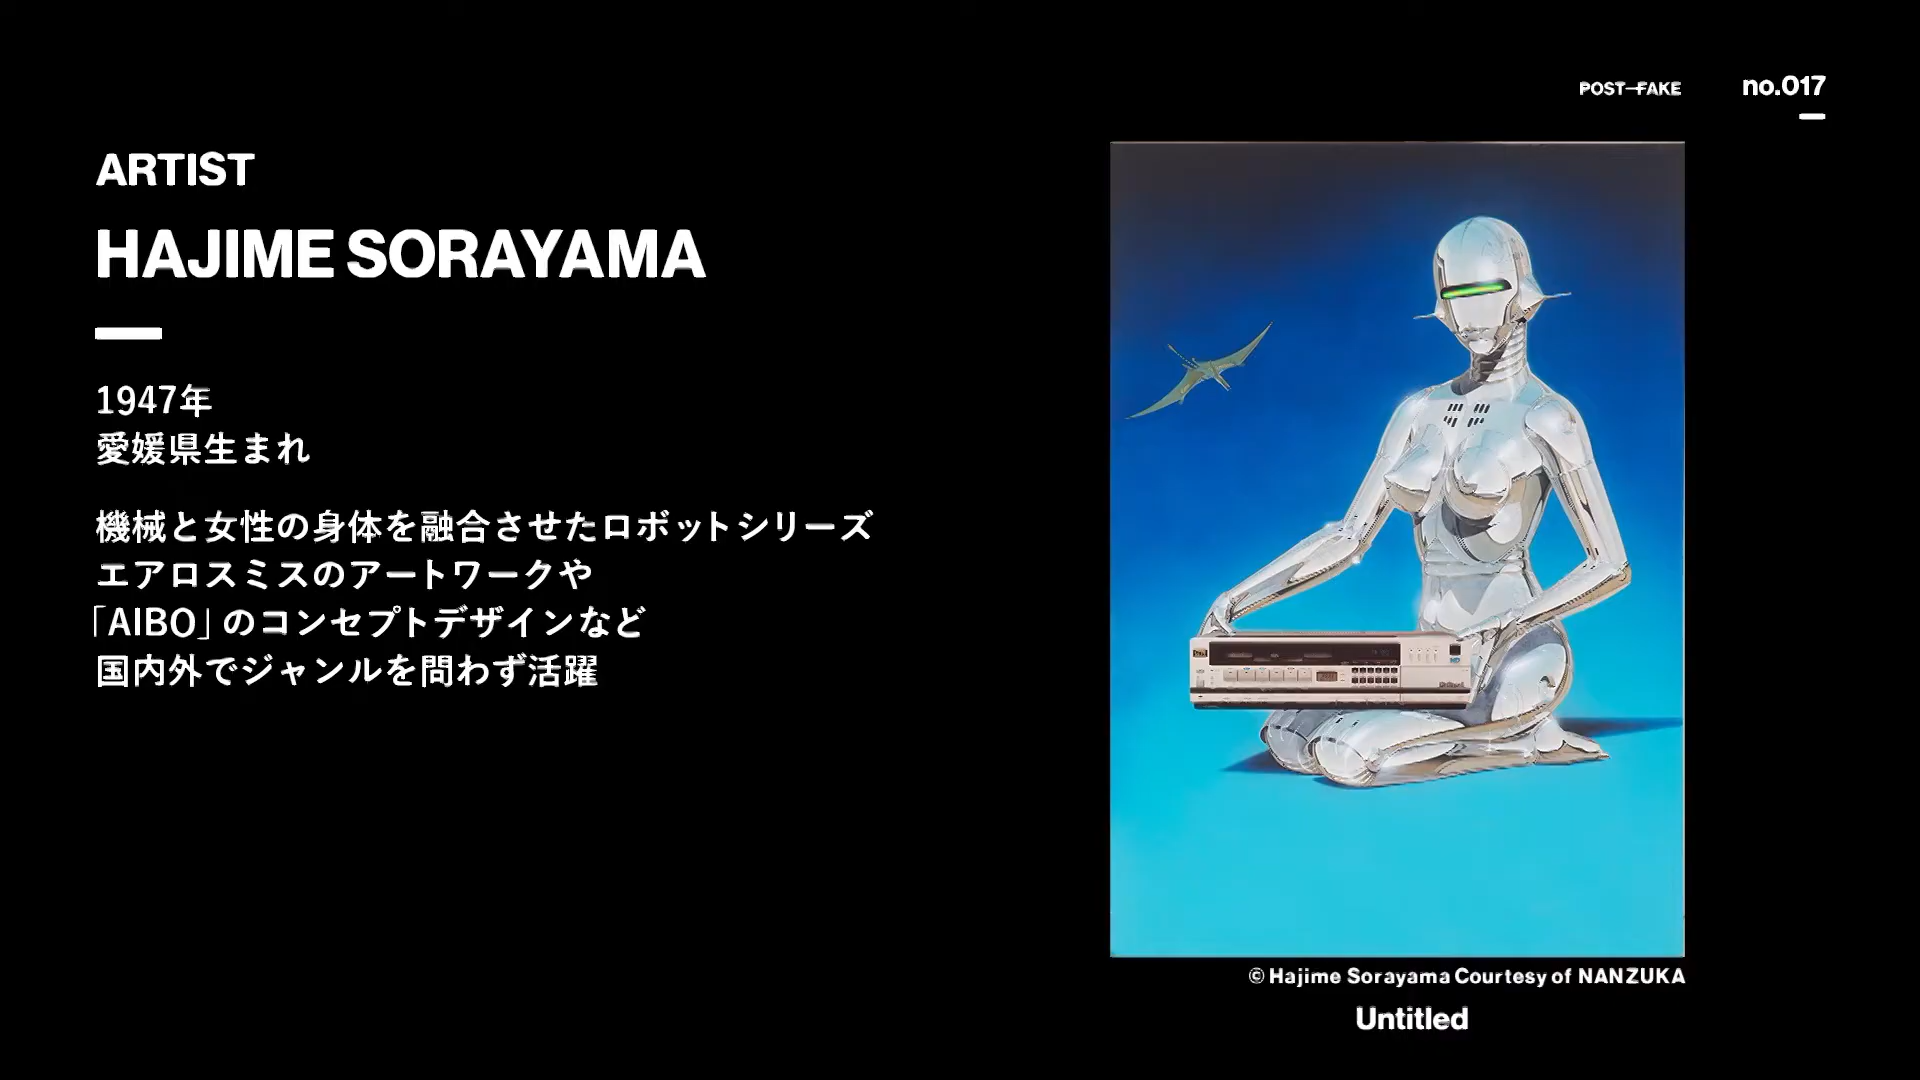 POST-FAKE
no.017
ARTIST
HAJIME SORAYAMA
1947年
愛媛県生まれ
機械と女性の身体を融合させたロボットシリーズ
エアロスミスのアートワークや
「AIBO」のコンセプトデザインなど
国内外でジャンルを問わず活躍
© Hajime Sorayama Courtesy of NANZUKA
Untitled